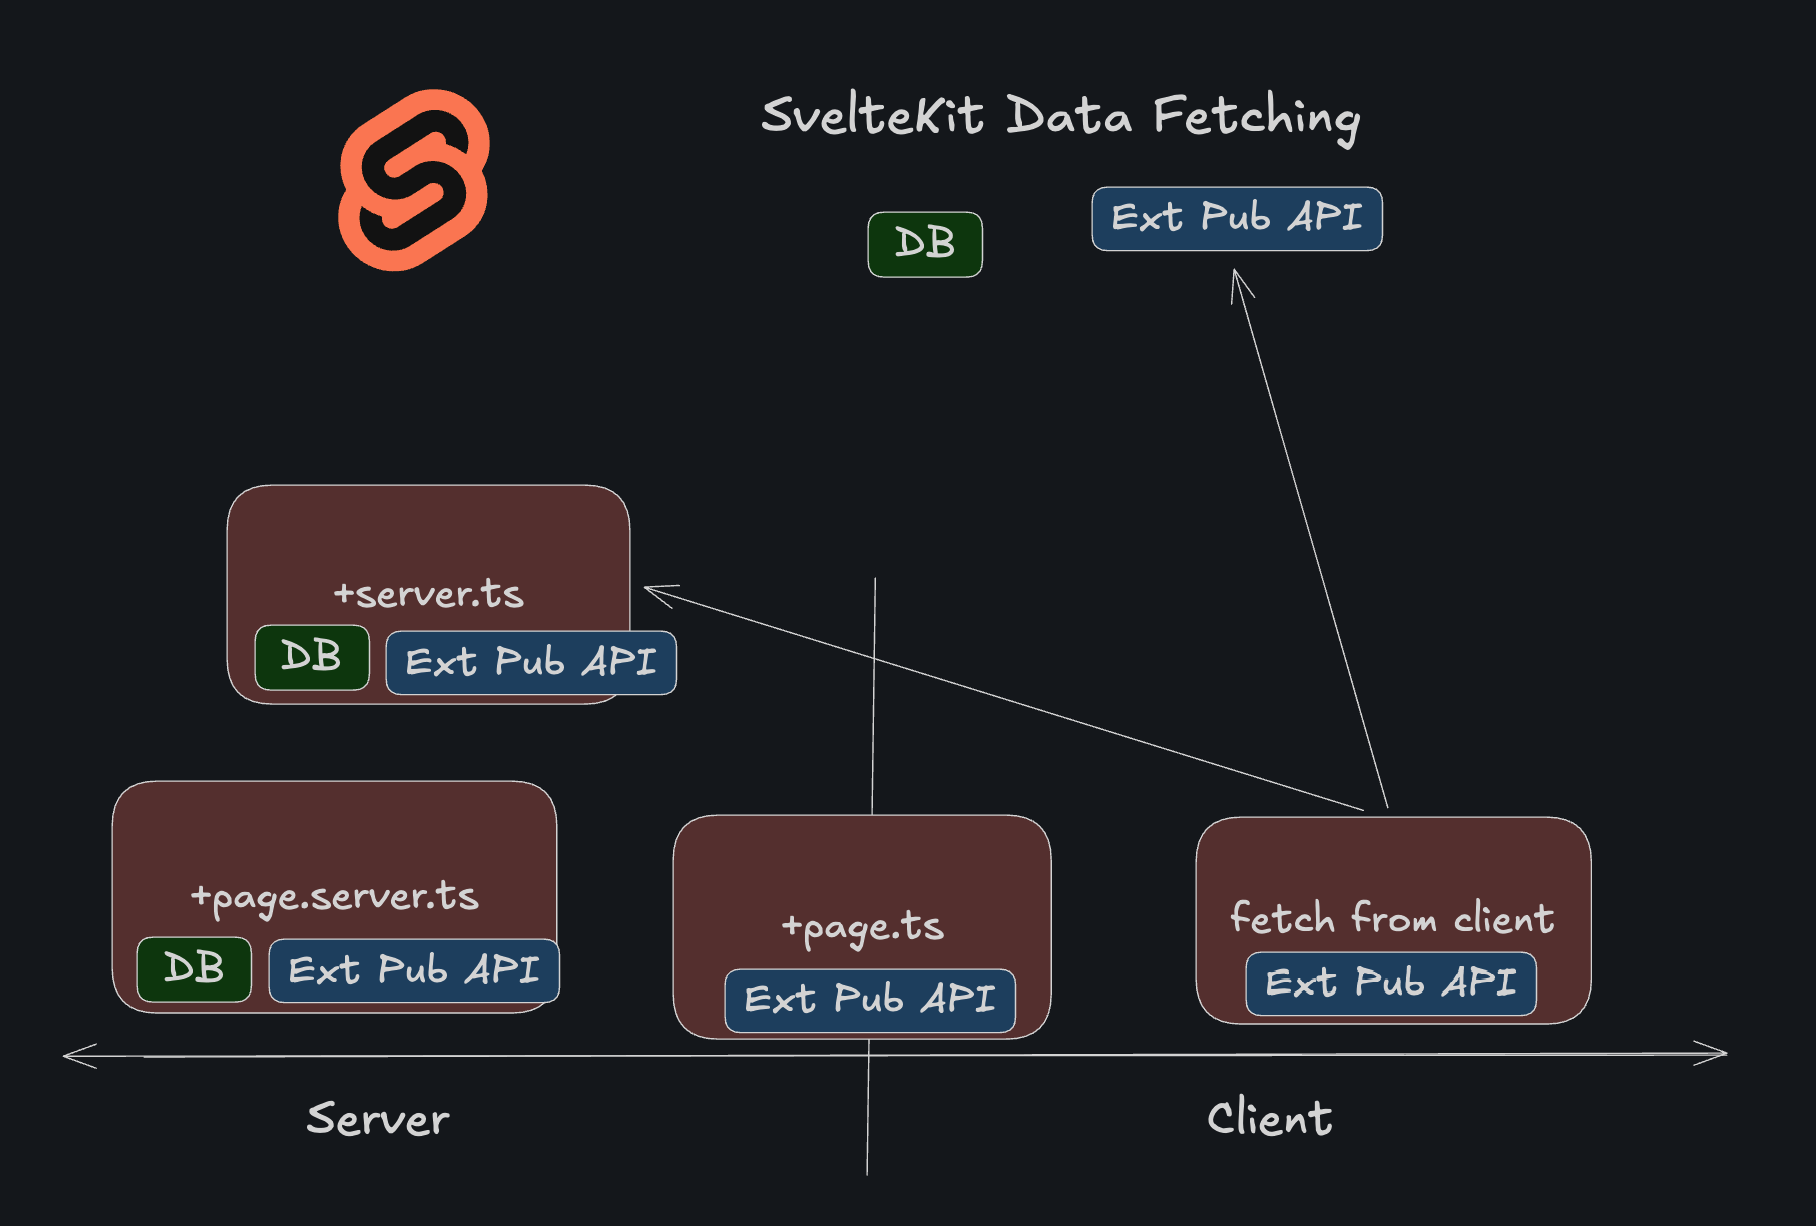 SvelteKit Data Fetching
DB
Ext Pub API
+server.ts
DB
Ext Pub API
+page.server.ts
DB
Ext Pub API
+page.ts
Ext Pub API
fetch from client
Ext Pub API
Server
Client